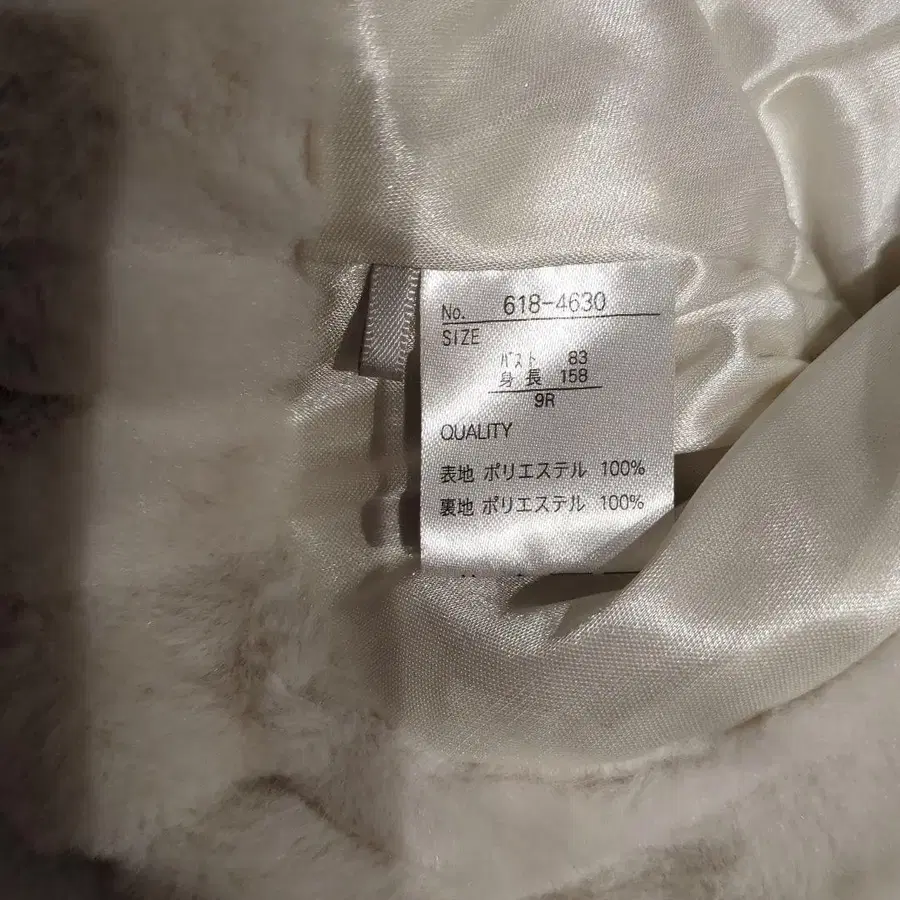 No. 618-4630
SIZE
ﾊﾞｽﾄ 83
身 長 158
9R
QUALITY
表地 ポリエステル 100%
裏地 ポリエステル 100%